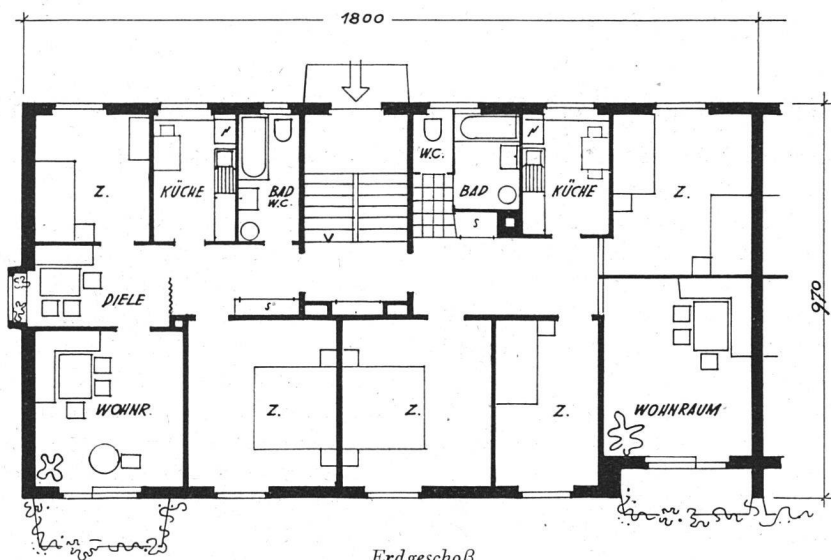 1800
W.C.
Z. KÜCHE BAD W.C. BAD KÜCHE Z.
S
V
DIELE
S
970
WOHNR. Z. Z. Z. WOHNRAUM
Erdgeschoß